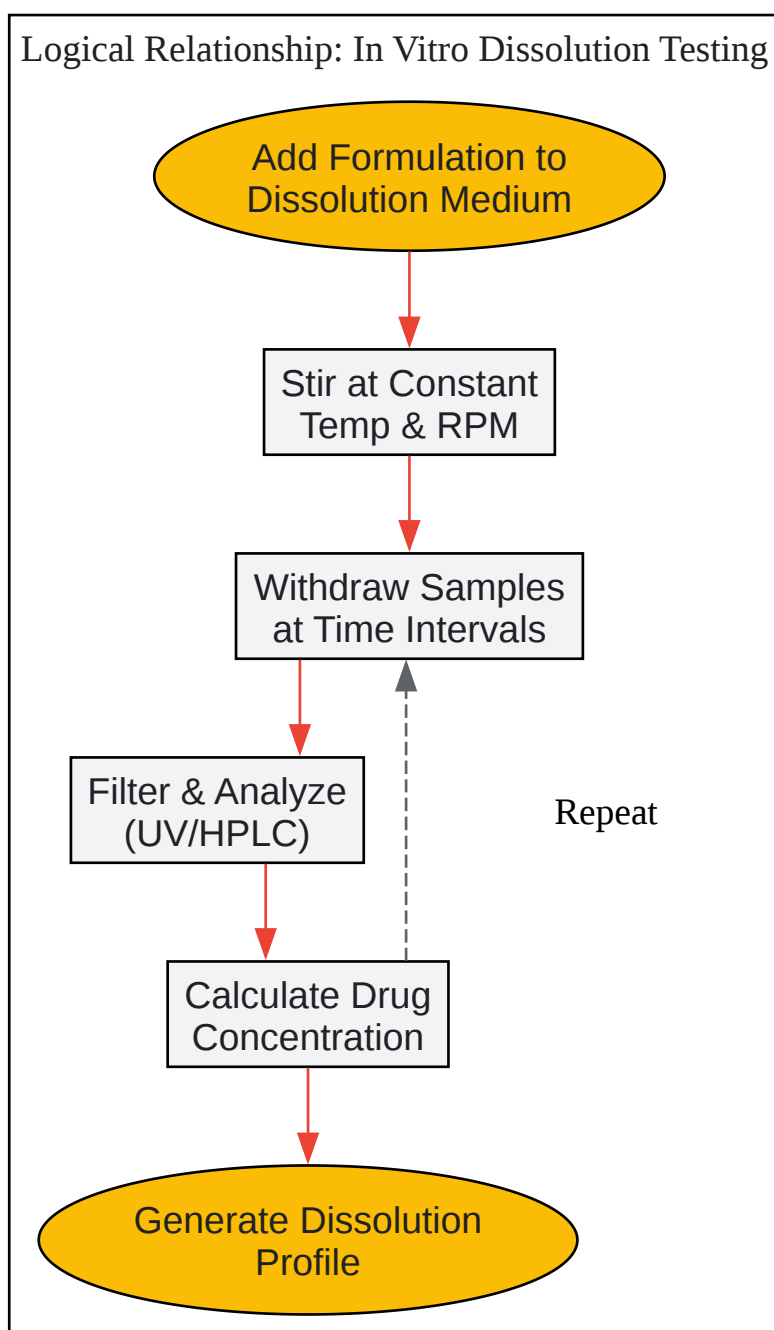 Logical Relationship: In Vitro Dissolution Testing
Add Formulation to
Dissolution Medium
Stir at Constant
Temp & RPM
Withdraw Samples
at Time Intervals
Filter & Analyze
(UV/HPLC)
Repeat
Calculate Drug
Concentration
Generate Dissolution
Profile